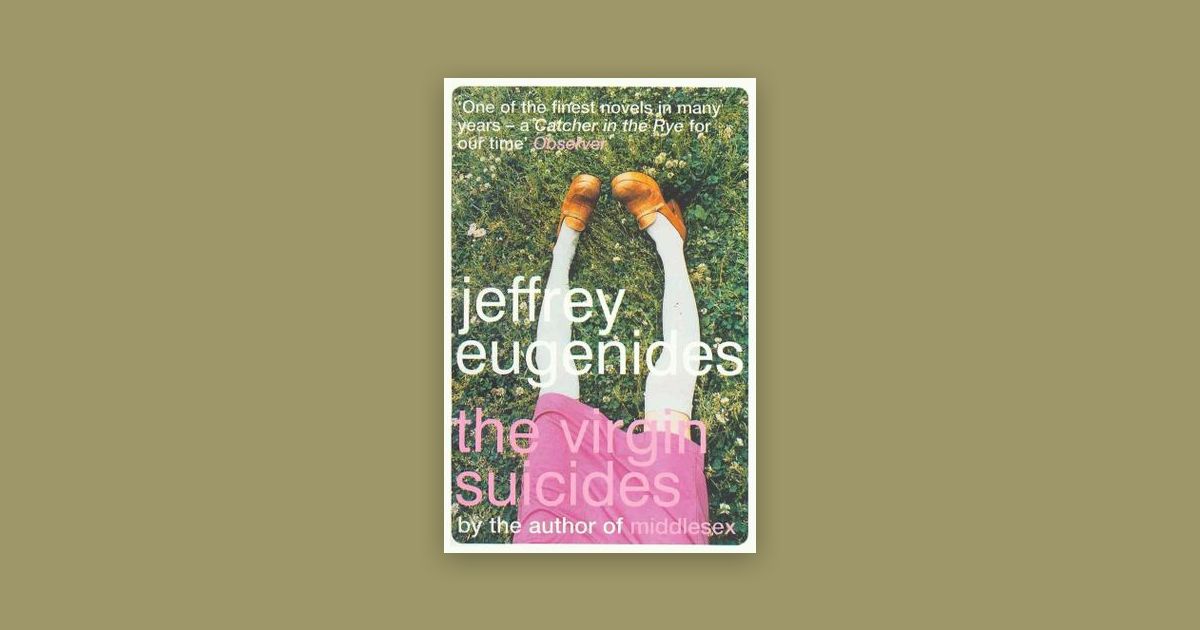 'One of the finest novels in many
years – a Catcher in the Rye for
our time' Observer
jeffrey
eugenides
the virgin
suicides
by the author of middlesex